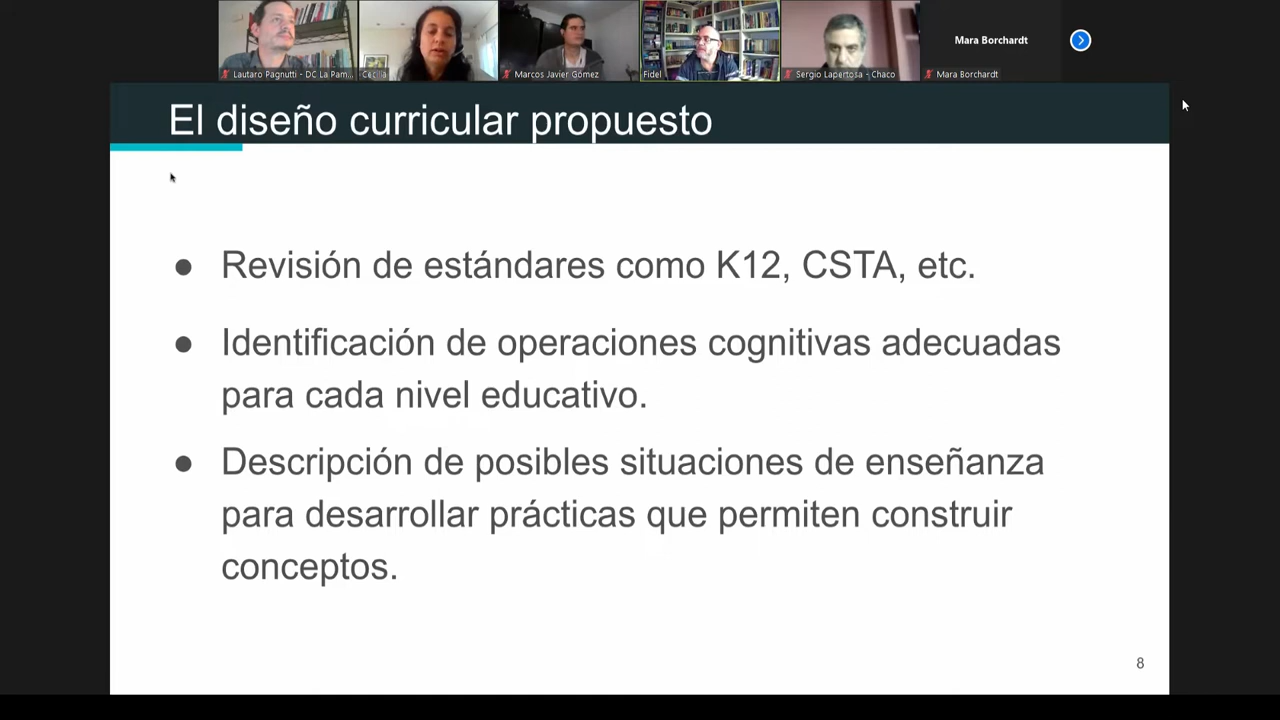 Lautaro Pagnutti - DC La Pam...
Cecilia
Marcos Javier Gómez
Fidel
Sergio Lapertosa - Chaco
Mara Borchardt
Mara Borchardt
El diseño curricular propuesto
● Revisión de estándares como K12, CSTA, etc.
● Identificación de operaciones cognitivas adecuadas
para cada nivel educativo.
● Descripción de posibles situaciones de enseñanza
para desarrollar prácticas que permiten construir
conceptos.
8